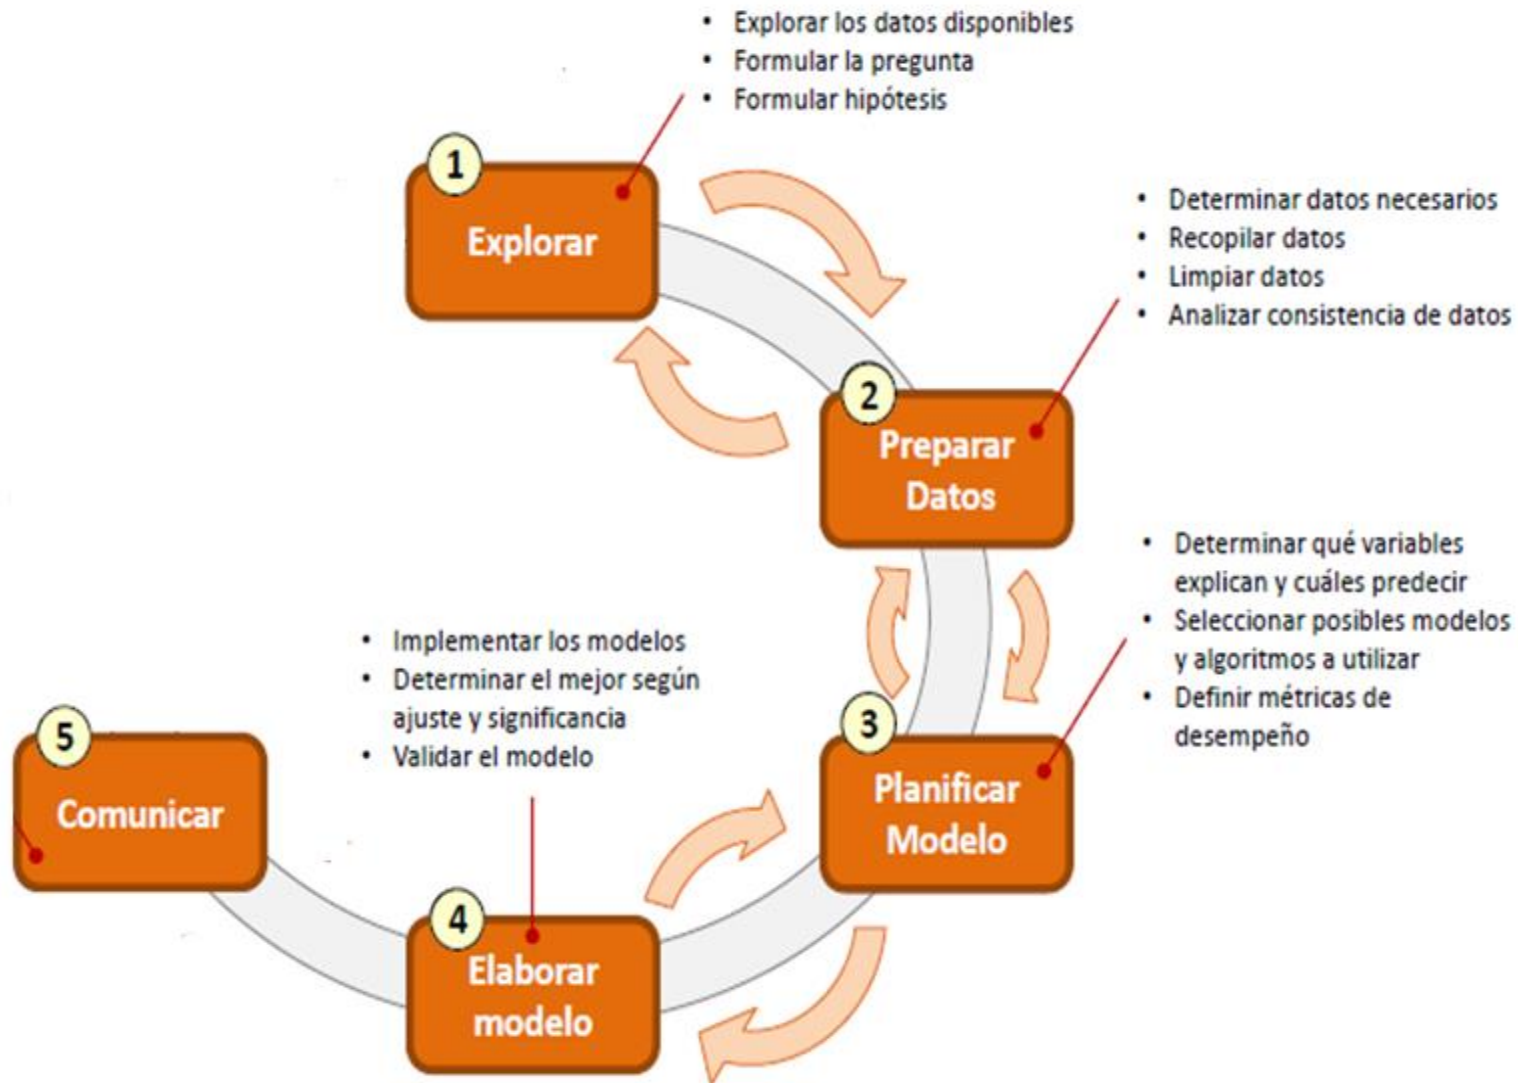 • Explorar los datos disponibles
• Formular la pregunta
• Formular hipótesis
1
Explorar
• Determinar datos necesarios
• Recopilar datos
• Limpiar datos
• Analizar consistencia de datos
2
Preparar
Datos
• Determinar qué variables
explican y cuáles predecir
• Seleccionar posibles modelos
y algoritmos a utilizar
• Definir métricas de
desempeño
3
Planificar
Modelo
• Implementar los modelos
• Determinar el mejor según
ajuste y significancia
• Validar el modelo
4
Elaborar
modelo
5
Comunicar